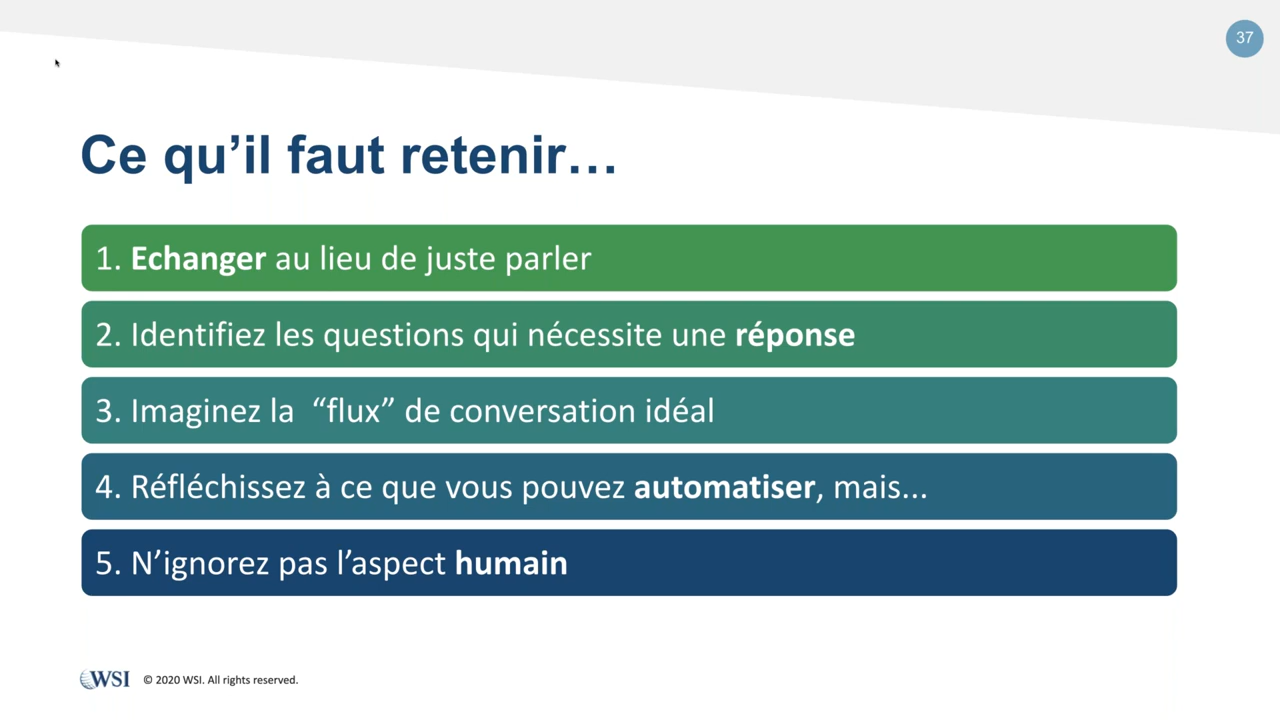 37
Ce qu’il faut retenir…
1. Echanger au lieu de juste parler
2. Identifiez les questions qui nécessite une réponse
3. Imaginez la “flux” de conversation idéal
4. Réfléchissez à ce que vous pouvez automatiser, mais...
5. N’ignorez pas l’aspect humain
WSI © 2020 WSI. All rights reserved.